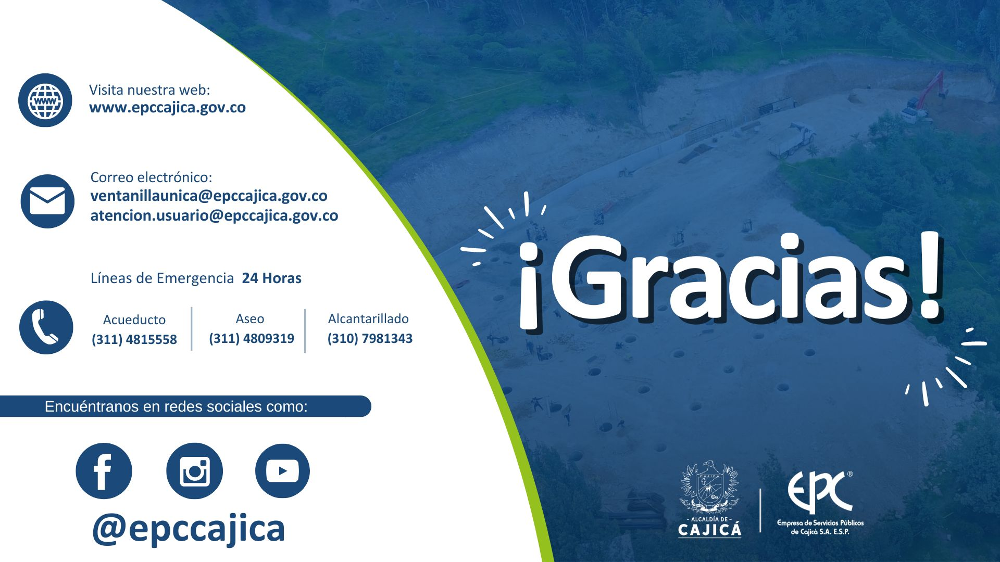 www
Visita nuestra web:
www.epccajica.gov.co
Correo electrónico:
ventanillaunica@epccajica.gov.co
atencion.usuario@epccajica.gov.co
Líneas de Emergencia 24 Horas
Acueducto
(311) 4815558
Aseo
(311) 4809319
Alcantarillado
(310) 7981343
Encuéntranos en redes sociales como:
@epccajica
¡Gracias!
CAJICA
- ALCALDÍA DE -
CAJICÁ
EPC ®
Empresa de Servicios Públicos
de Cajicá S.A. E.S.P.